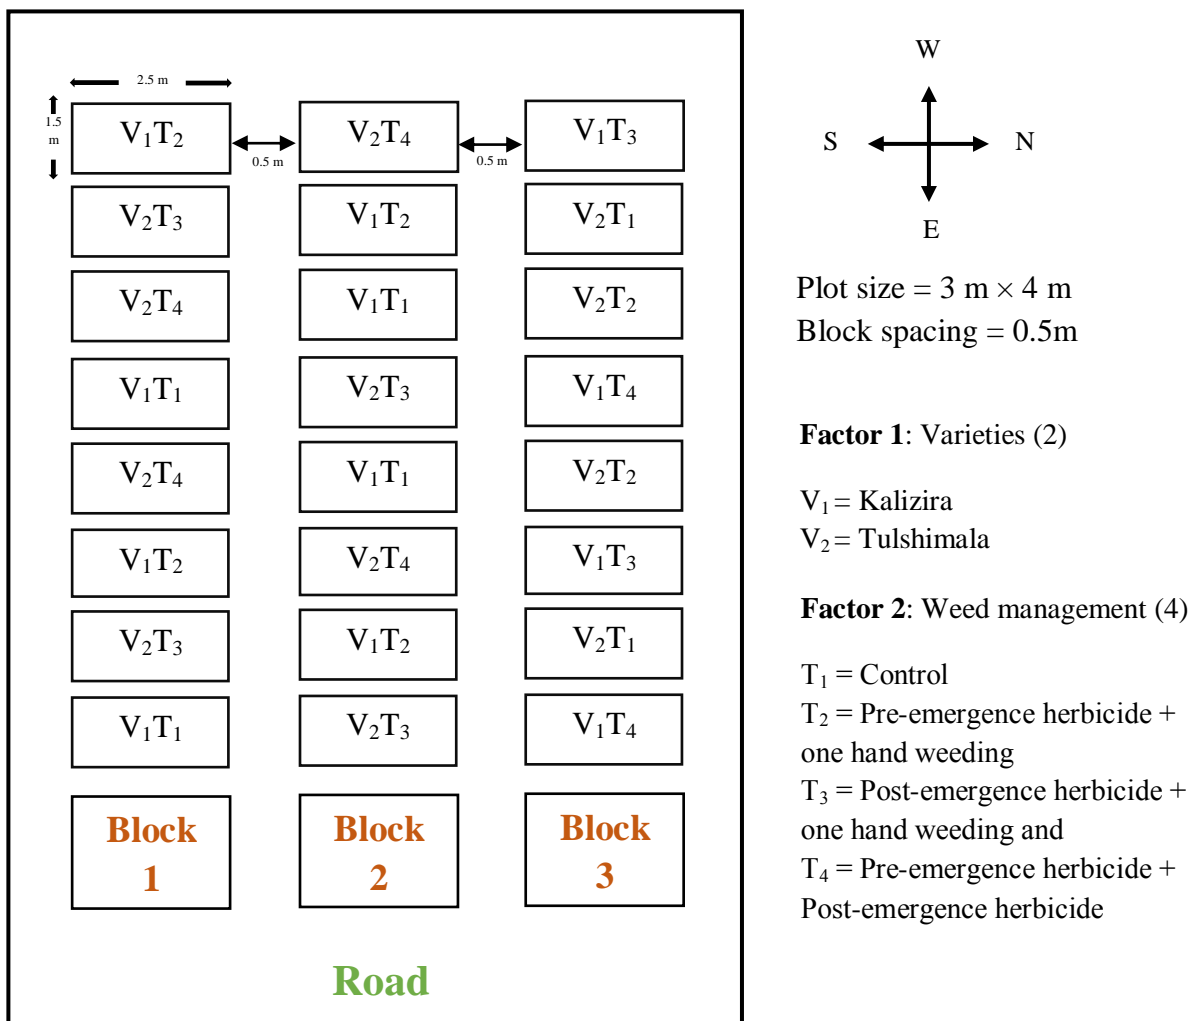 2.5 m
1.5
m
V₁T₂
0.5 m
V₂T₄
0.5 m
V₁T₃
V₂T₃
V₁T₂
V₂T₁
V₂T₄
V₁T₁
V₂T₂
V₁T₁
V₂T₃
V₁T₄
V₂T₄
V₁T₁
V₂T₂
V₁T₂
V₂T₄
V₁T₃
V₂T₃
V₁T₂
V₂T₁
V₁T₁
V₂T₃
V₁T₄
Block
1
Block
2
Block
3
Road
W
S
N
E
Plot size = 3 m × 4 m
Block spacing = 0.5m
Factor 1: Varieties (2)
V₁ = Kalizira
V₂ = Tulshimala
Factor 2: Weed management (4)
T₁ = Control
T₂ = Pre-emergence herbicide +
one hand weeding
T₃ = Post-emergence herbicide +
one hand weeding and
T₄ = Pre-emergence herbicide +
Post-emergence herbicide